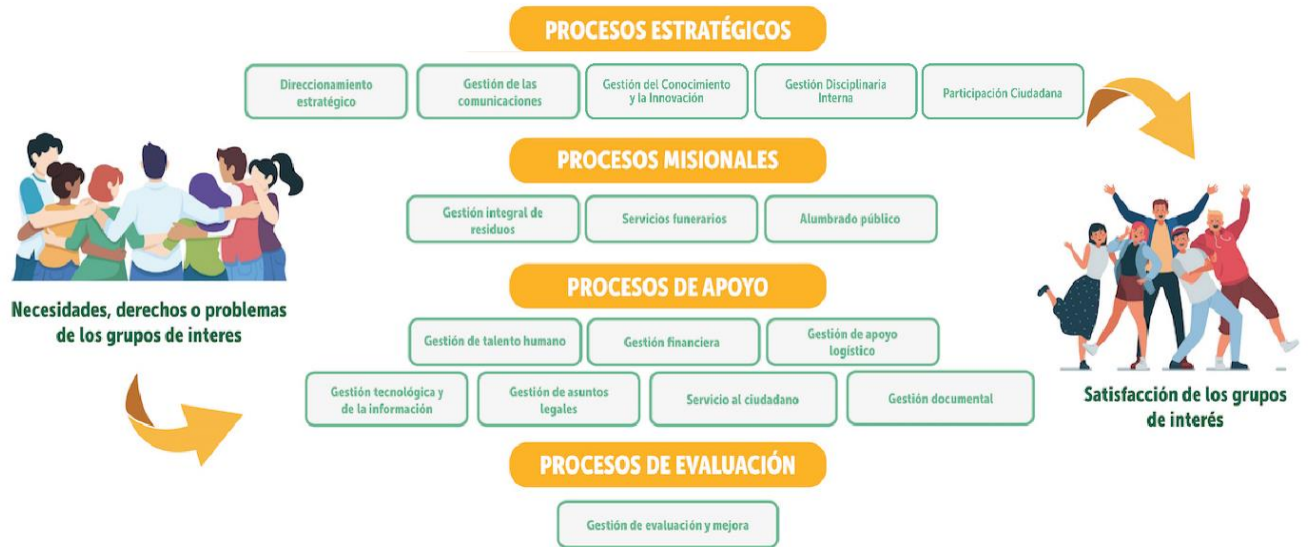 PROCESOS ESTRATÉGICOS
Direccionamiento
estratégico
Gestión de las
comunicaciones
Gestión del Conocimiento
y la Innovación
Gestión Disciplinaria
Interna
Participación Ciudadana
PROCESOS MISIONALES
Gestión integral de
residuos
Servicios funerarios
Alumbrado público
Necesidades, derechos o problemas
de los grupos de interes
PROCESOS DE APOYO
Gestión de talento humano
Gestión financiera
Gestión de apoyo
logístico
Gestión tecnológica y
de la información
Gestión de asuntos
legales
Servicio al ciudadano
Gestión documental
Satisfacción de los grupos
de interés
PROCESOS DE EVALUACIÓN
Gestión de evaluación y mejora